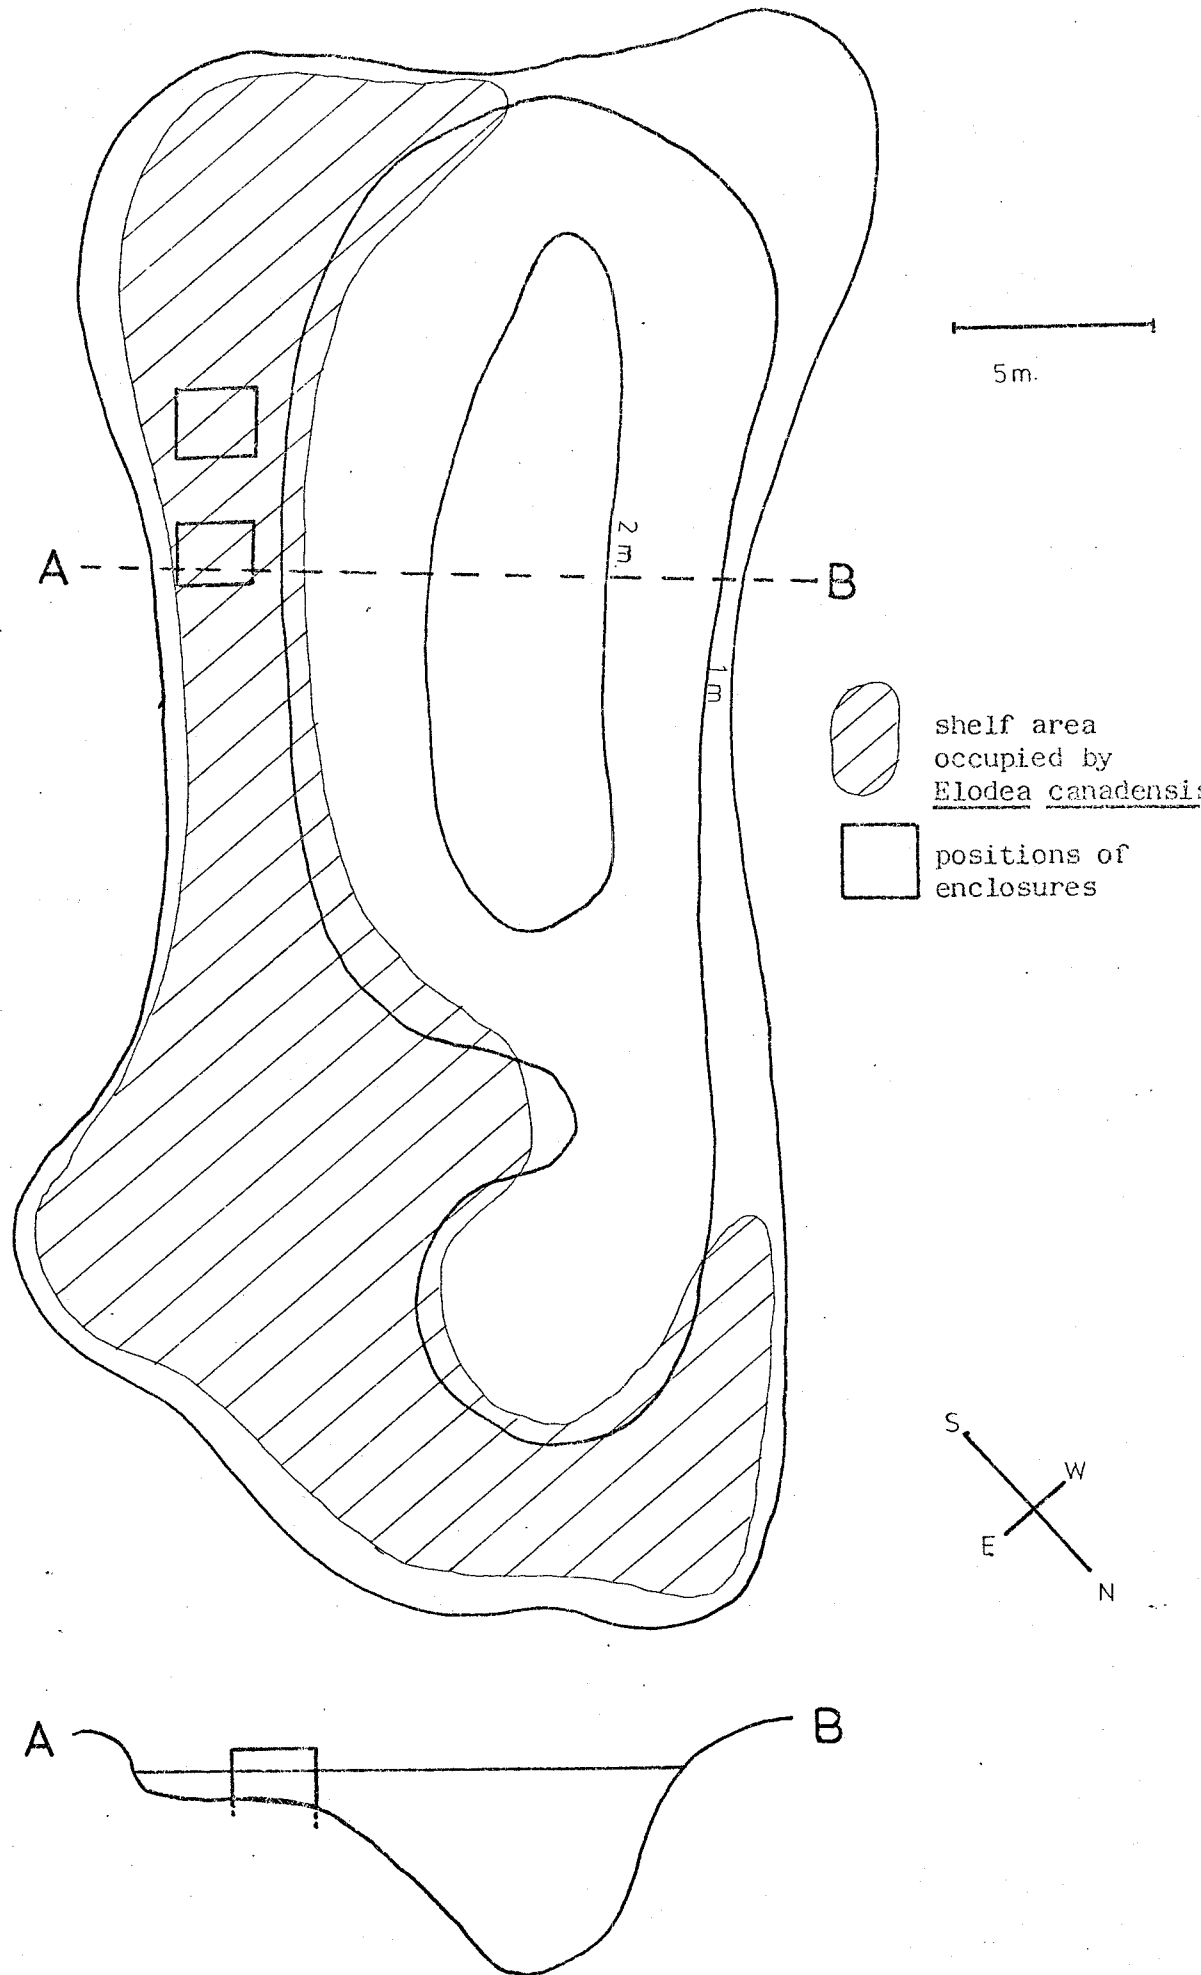 5m.
2m.
A
B
1m
shelf area
occupied by
Elodea canadensis
positions of
enclosures
S
W
E
N
A
B